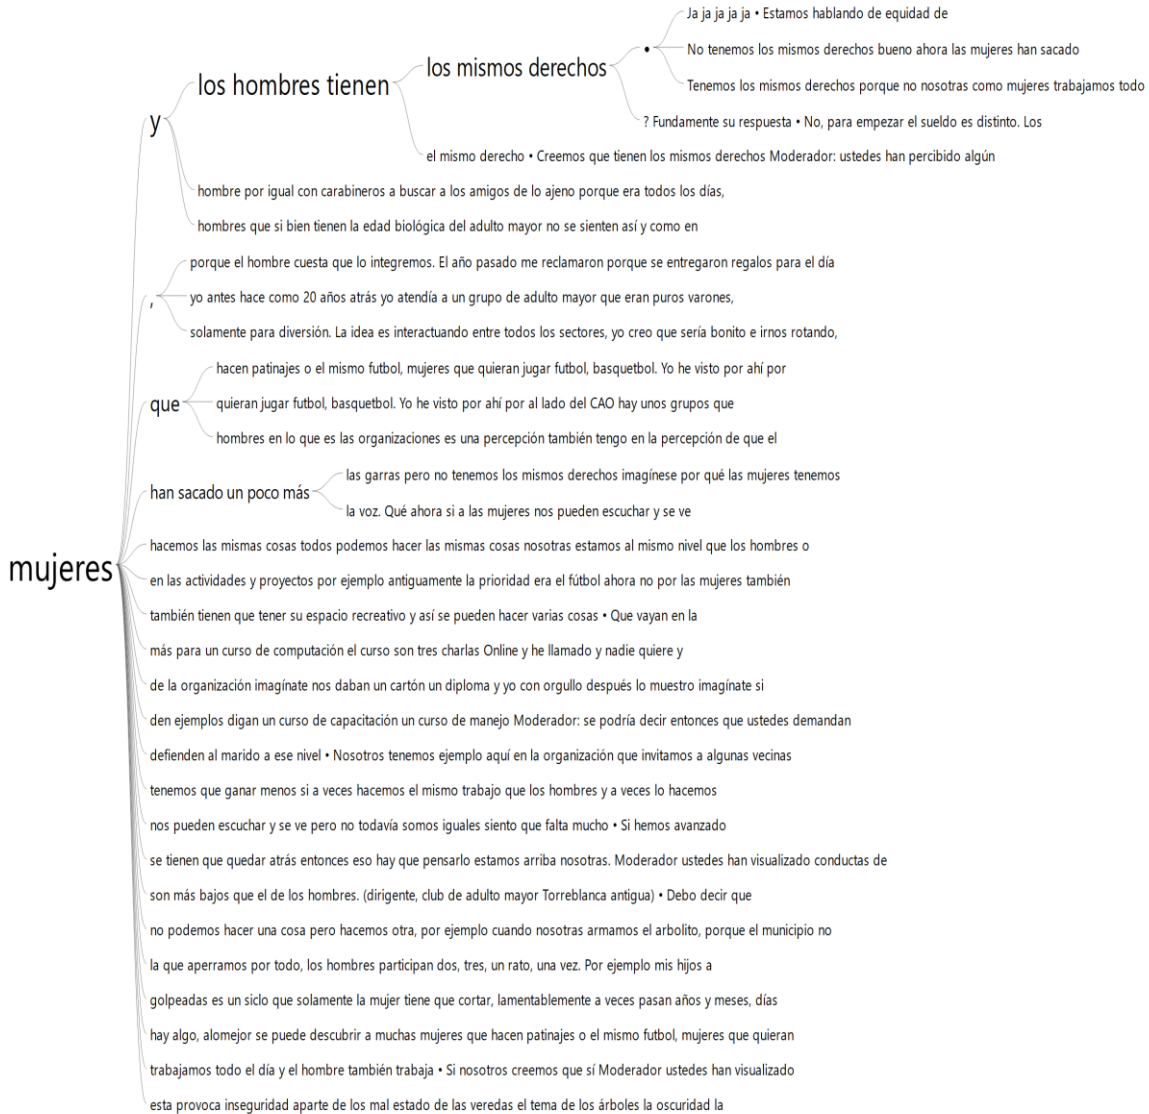 Ja ja ja ja ja • Estamos hablando de equidad de
•
No tenemos los mismos derechos bueno ahora las mujeres han sacado
los mismos derechos
los hombres tienen
Tenemos los mismos derechos porque no nosotras como mujeres trabajamos todo
y
? Fundamente su respuesta • No, para empezar el sueldo es distinto. Los
el mismo derecho • Creemos que tienen los mismos derechos Moderador: ustedes han percibido algún
hombre por igual con carabineros a buscar a los amigos de lo ajeno porque era todos los días,
hombres que si bien tienen la edad biológica del adulto mayor no se sienten así y como en
porque el hombre cuesta que lo integremos. El año pasado me reclamaron porque se entregaron regalos para el día
,
yo antes hace como 20 años atrás yo atendía a un grupo de adulto mayor que eran puros varones,
solamente para diversión. La idea es interactuando entre todos los sectores, yo creo que sería bonito e irnos rotando,
hacen patinajes o el mismo futbol, mujeres que quieran jugar futbol, basquetbol. Yo he visto por ahí por
que
quieran jugar futbol, basquetbol. Yo he visto por ahí por al lado del CAO hay unos grupos que
hombres en lo que es las organizaciones es una percepción también tengo en la percepción de que el
las garras pero no tenemos los mismos derechos imagínese por qué las mujeres tenemos
han sacado un poco más
la voz. Qué ahora si a las mujeres nos pueden escuchar y se ve
hacemos las mismas cosas todos podemos hacer las mismas cosas nosotras estamos al mismo nivel que los hombres o
mujeres
en las actividades y proyectos por ejemplo antiguamente la prioridad era el fútbol ahora no por las mujeres también
también tienen que tener su espacio recreativo y así se pueden hacer varias cosas • Que vayan en la
más para un curso de computación el curso son tres charlas Online y he llamado y nadie quiere y
de la organización imagínate nos daban un cartón un diploma y yo con orgullo después lo muestro imagínate si
den ejemplos digan un curso de capacitación un curso de manejo Moderador: se podría decir entonces que ustedes demandan
defienden al marido a ese nivel • Nosotros tenemos ejemplo aquí en la organización que invitamos a algunas vecinas
tenemos que ganar menos si a veces hacemos el mismo trabajo que los hombres y a veces lo hacemos
nos pueden escuchar y se ve pero no todavía somos iguales siento que falta mucho • Si hemos avanzado
se tienen que quedar atrás entonces eso hay que pensarlo estamos arriba nosotras. Moderador ustedes han visualizado conductas de
son más bajos que el de los hombres. (dirigente, club de adulto mayor Torreblanca antigua) • Debo decir que
no podemos hacer una cosa pero hacemos otra, por ejemplo cuando nosotras armamos el arbolito, porque el municipio no
la que aperramos por todo, los hombres participan dos, tres, un rato, una vez. Por ejemplo mis hijos a
golpeadas es un siclo que solamente la mujer tiene que cortar, lamentablemente a veces pasan años y meses, días
hay algo, alomejor se puede descubrir a muchas mujeres que hacen patinajes o el mismo futbol, mujeres que quieran
trabajamos todo el día y el hombre también trabaja • Si nosotros creemos que sí Moderador ustedes han visualizado
esta provoca inseguridad aparte de los mal estado de las veredas el tema de los árboles la oscuridad la